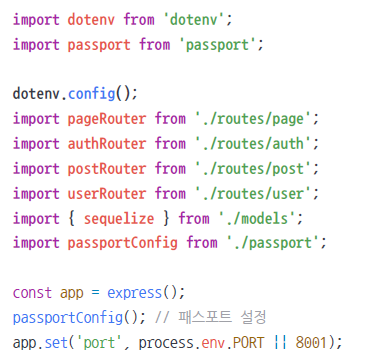 import dotenv from 'dotenv';
import passport from 'passport';
dotenv.config();
import pageRouter from './routes/page';
import authRouter from './routes/auth';
import postRouter from './routes/post';
import userRouter from './routes/user';
import { sequelize } from './models';
import passportConfig from './passport';
const app = express();
passportConfig(); // 패스포트 설정
app.set('port', process.env.PORT || 8001);